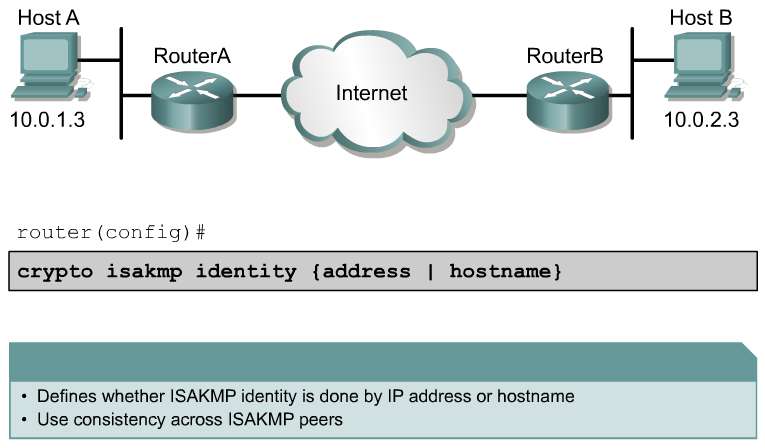 Host A
Host B
RouterA
RouterB
Internet
10.0.1.3
10.0.2.3
router(config)#
crypto isakmp identity {address | hostname}
• Defines whether ISAKMP identity is done by IP address or hostname
• Use consistency across ISAKMP peers